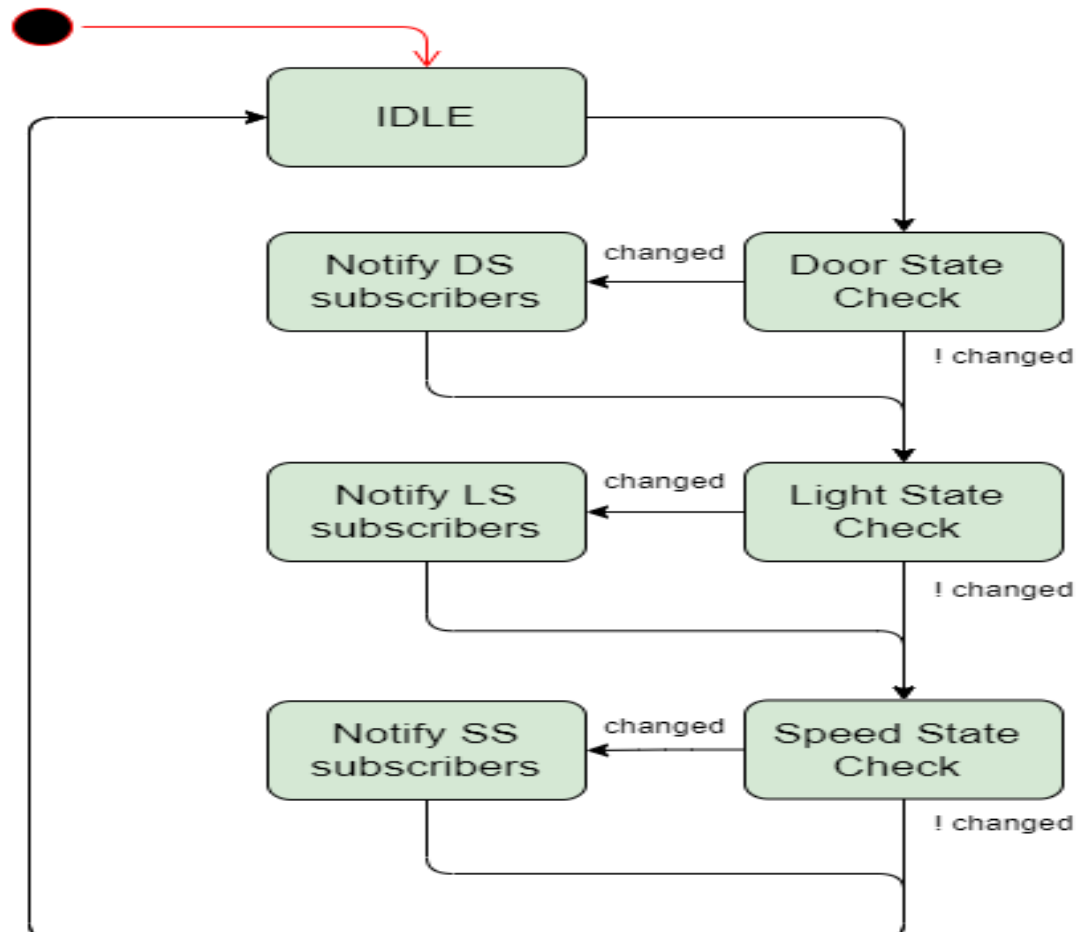 IDLE
Notify DS
subscribers
changed
Door State
Check
! changed
Notify LS
subscribers
changed
Light State
Check
! changed
Notify SS
subscribers
changed
Speed State
Check
! changed